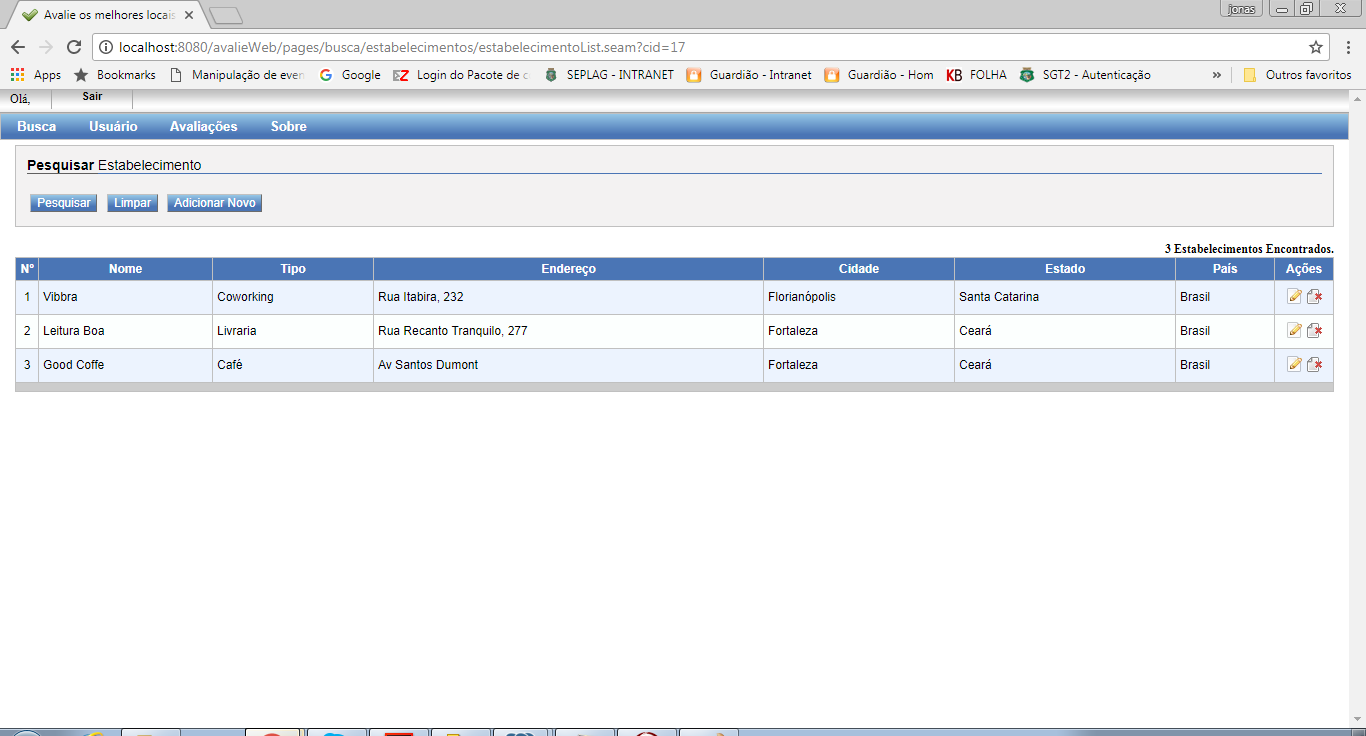 Avalie os melhores locais
jonas
localhost:8080/avalieWeb/pages/busca/estabelecimentos/estabelecimentoList.seam?cid=17
Apps Bookmarks Manipulação de even Google Login do Pacote de c SEPLAG - INTRANET Guardião - Intranet Guardião - Hom FOLHA SGT2 - Autenticação » Outros favoritos
Olá, Sair
Busca Usuário Avaliações Sobre
Pesquisar Estabelecimento
Pesquisar Limpar Adicionar Novo
3 Estabelecimentos Encontrados.
Nº Nome Tipo Endereço Cidade Estado País Ações
1 Vibbra Coworking Rua Itabira, 232 Florianópolis Santa Catarina Brasil
2 Leitura Boa Livraria Rua Recanto Tranquilo, 277 Fortaleza Ceará Brasil
3 Good Coffe Café Av Santos Dumont Fortaleza Ceará Brasil